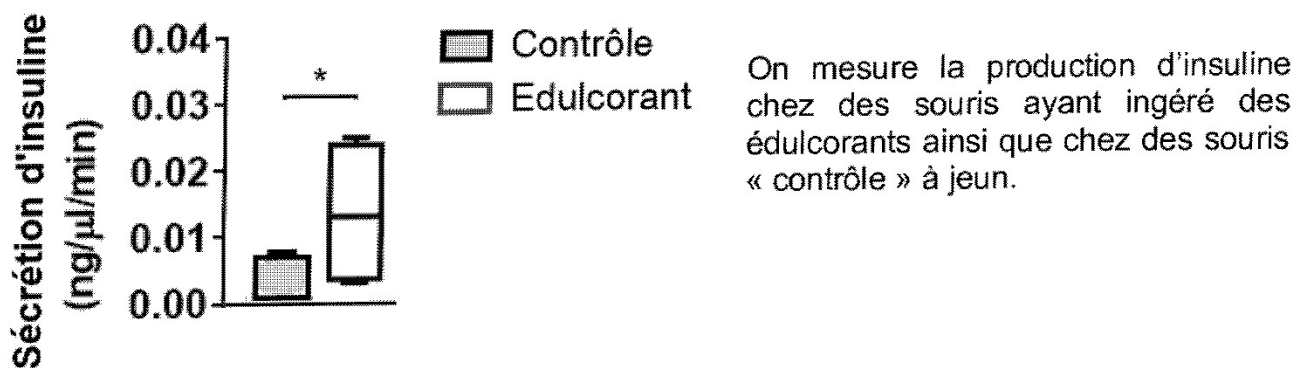 Sécrétion d'insuline
(ng/µl/min)
0.04
0.03
0.02
0.01
0.00
*
Contrôle
Edulcorant
On mesure la production d'insuline
chez des souris ayant ingéré des
édulcorants ainsi que chez des souris
« contrôle » à jeun.